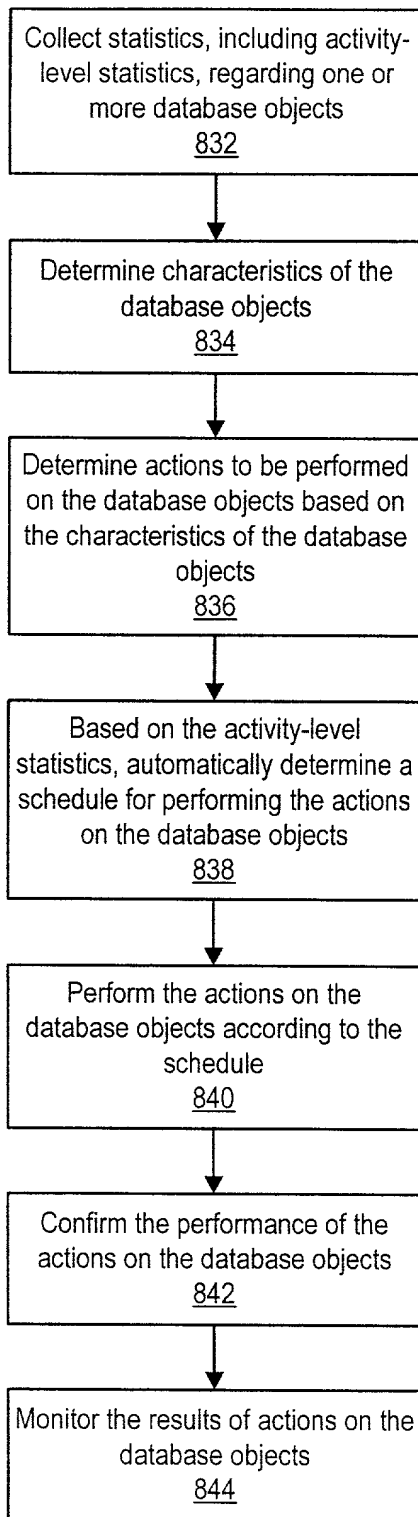 Collect statistics, including activity-
level statistics, regarding one or
more database objects
832
Determine characteristics of the
database objects
834
Determine actions to be performed
on the database objects based on
the characteristics of the database
objects
836
Based on the activity-level
statistics, automatically determine a
schedule for performing the actions
on the database objects
838
Perform the actions on the
database objects according to the
schedule
840
Confirm the performance of the
actions on the database objects
842
Monitor the results of actions on the
database objects
844